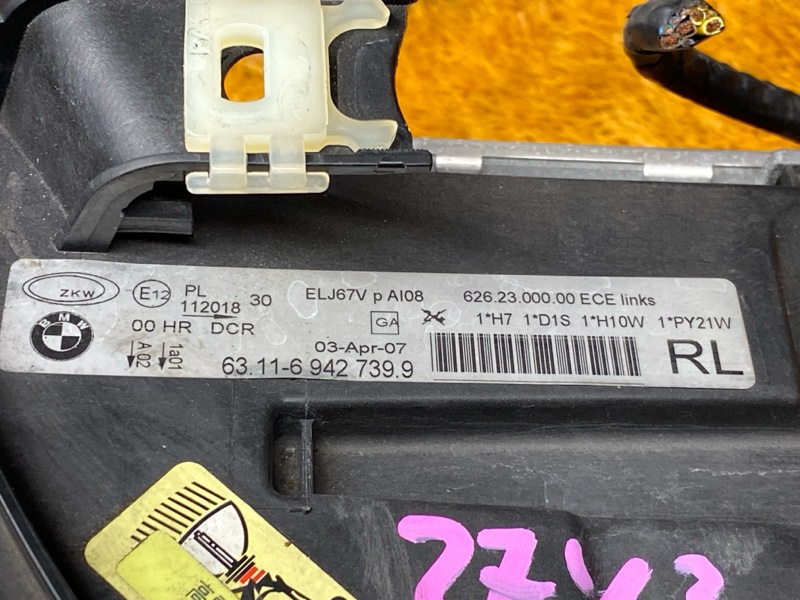 ZKW E12 PL 30 ELJ67V p AI08 626.23.000.00 ECE links
112018
BMW 00 HR DCR GA 24 1*H7 1*D1S 1*H10W 1*PY21W
A 02 1a01 03-Apr-07
63.11-6 942 739.9 RL